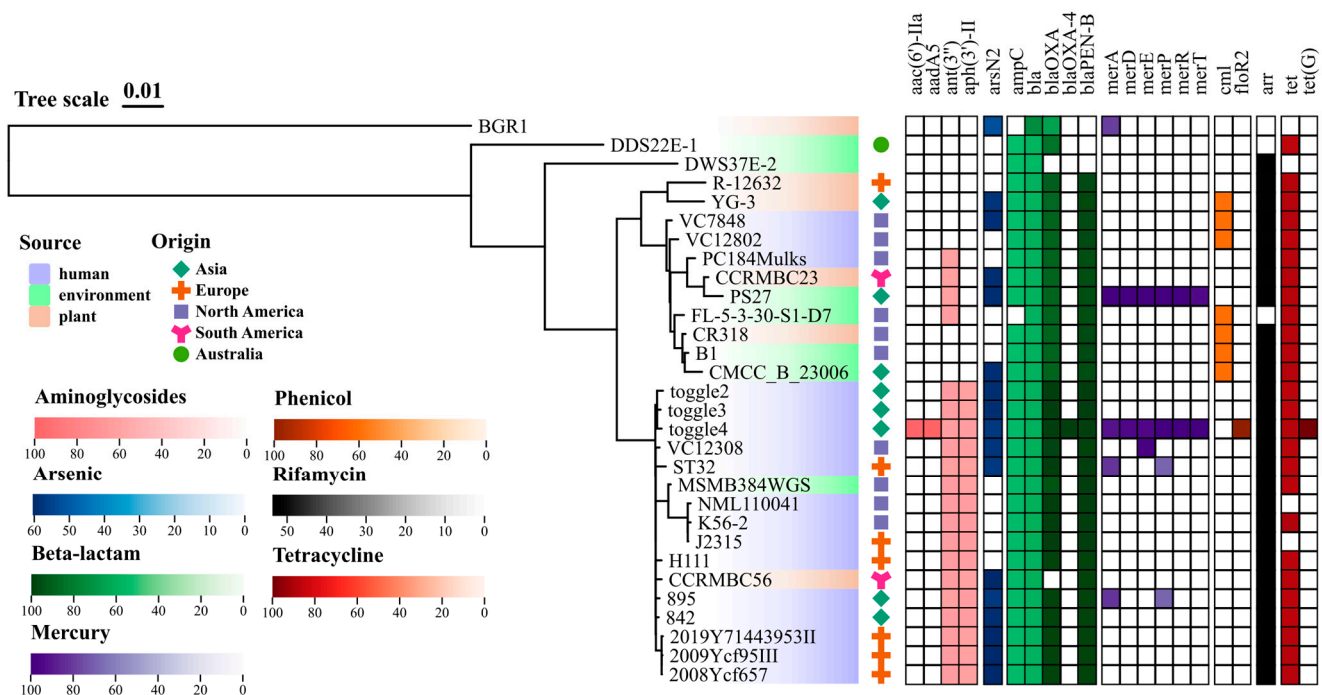 aac(6')-IIa
aadA5
ant(3'')
aph(3')-II
arsN2
ampC
bla
blaOXA
blaOXA-4
blaPEN-B
merA
merD
merE
merP
merR
merT
cml
floR2
arr
tet
tet(G)
Tree scale 0.01
BGR1
DDS22E-1
DWS37E-2
R-12632
YG-3
VC7848
VC12802
PC184Mulks
CCRMBC23
PS27
FL-5-3-30-S1-D7
CR318
B1
CMCC_B_23006
toggle2
toggle3
toggle4
VC12308
ST32
MSMB384WGS
NML110041
K56-2
J2315
H111
CCRMBC56
895
842
2019Y71443953II
2009Ycf95III
2008Ycf657
Source
human
environment
plant
Origin
Asia
Europe
North America
South America
Australia
Aminoglycosides
100 80 60 40 20 0
Phenicol
100 80 60 40 20 0
Arsenic
60 50 40 30 20 10 0
Rifamycin
50 40 30 20 10 0
Beta-lactam
100 80 60 40 20 0
Tetracycline
100 80 60 40 20 0
Mercury
100 80 60 40 20 0